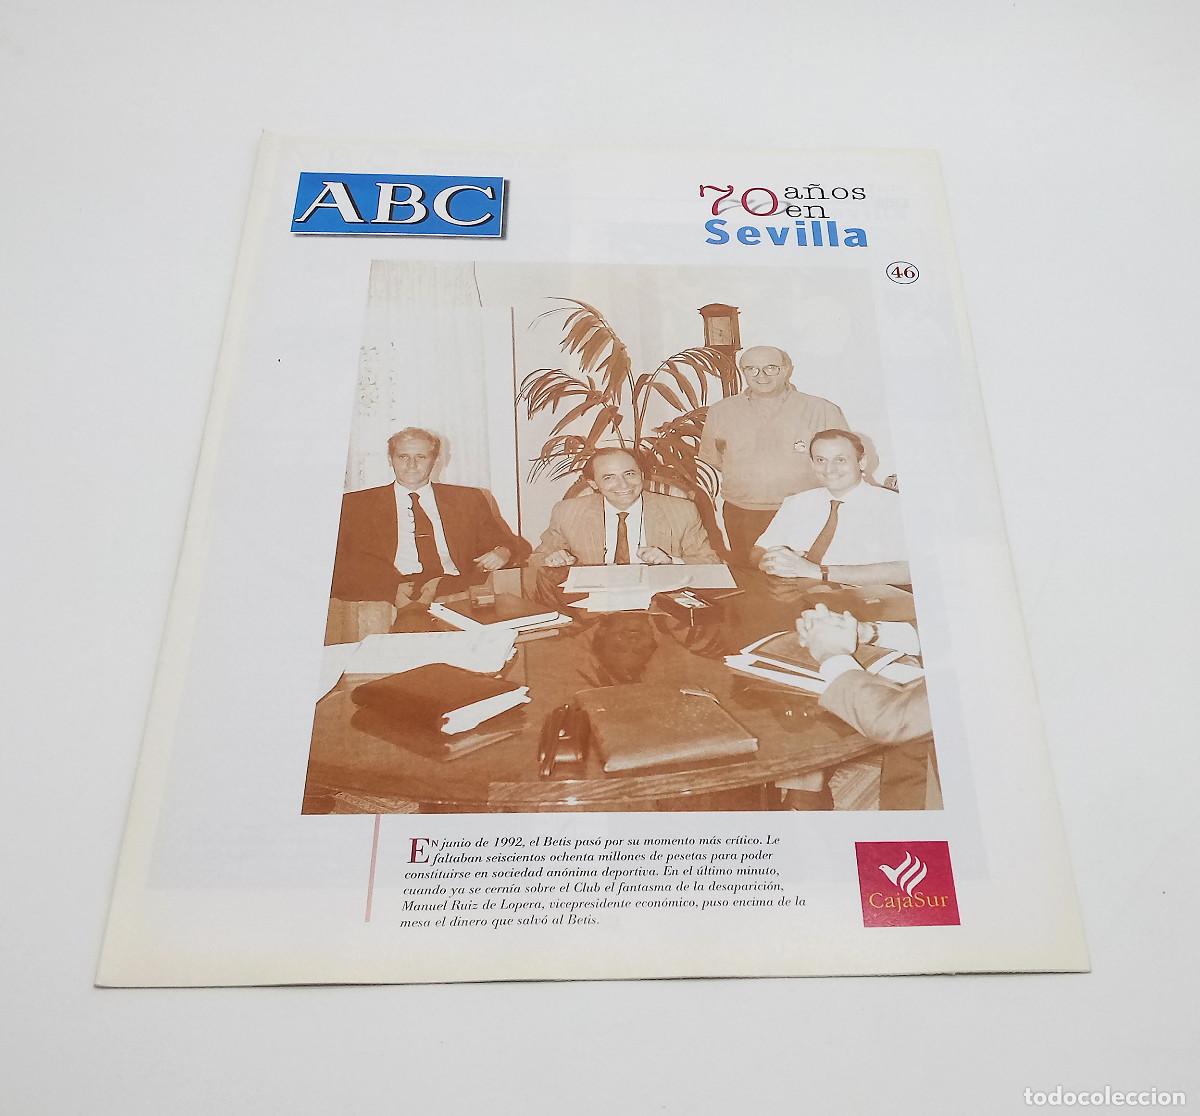 ABC
70 años
en
Sevilla
46
EN junio de 1992, el Betis pasó por su momento más crítico. Le
faltaban seiscientos ochenta millones de pesetas para poder
constituirse en sociedad anónima deportiva. En el último minuto,
cuando ya se cernía sobre el Club el fantasma de la desaparición,
Manuel Ruiz de Lopera, vicepresidente económico, puso encima de la
mesa el dinero que salvó al Betis.
CajaSur
todocoleccion